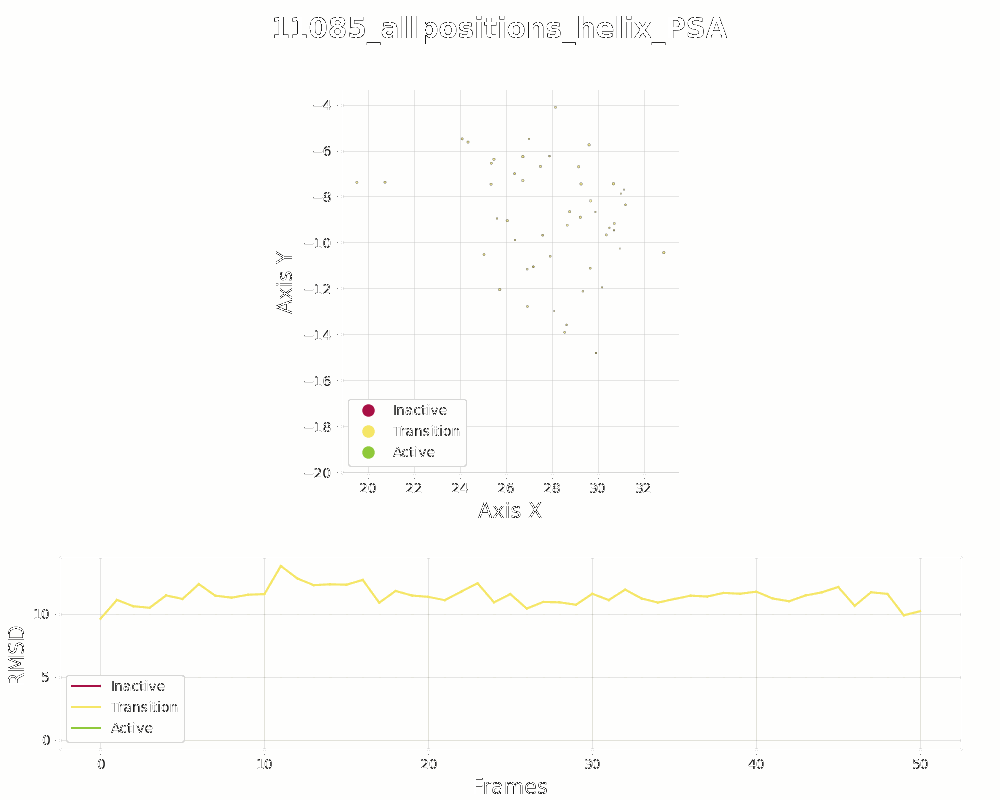 11085_allpositions_helix_PSA
−4
−6
−8
−10
−12
−14
−16
−18
−20
Axis Y
Inactive
Transition
Active
20 22 24 26 28 30 32
Axis X
10
5
0
RMSD
Inactive
Transition
Active
0 10 20 30 40 50
Frames